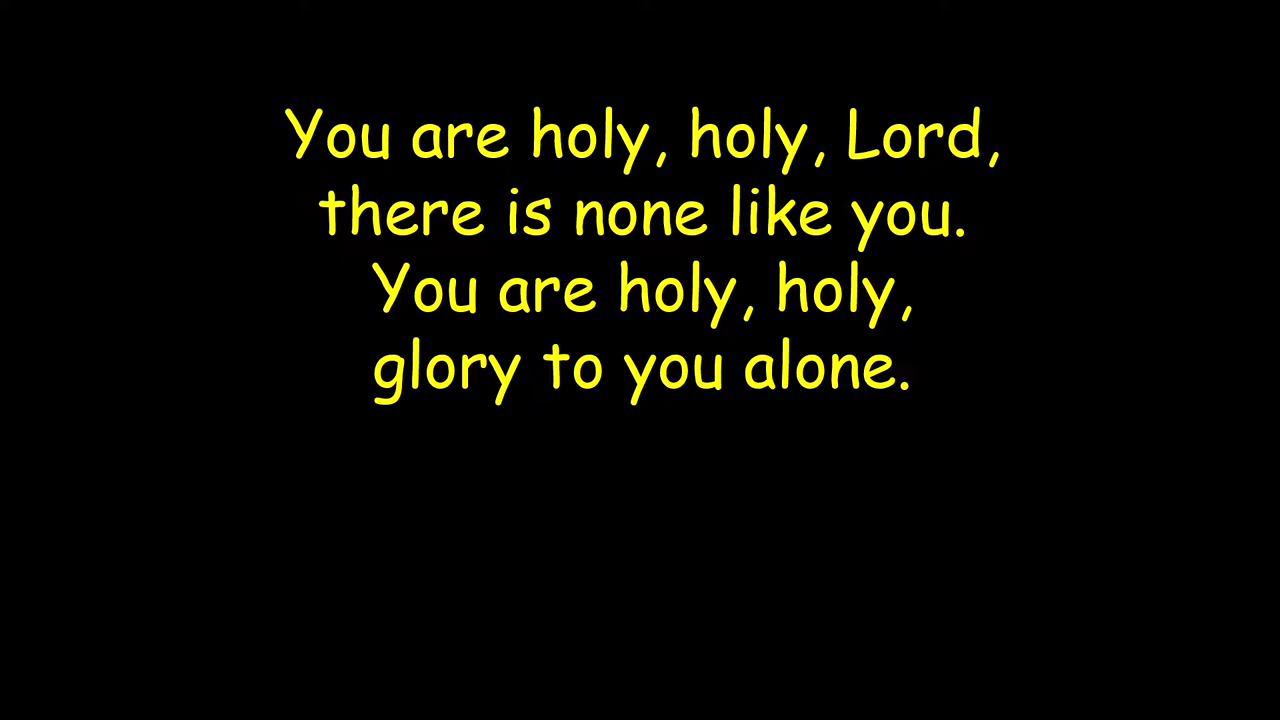 You are holy, holy, Lord,
there is none like you.
You are holy, holy,
glory to you alone.